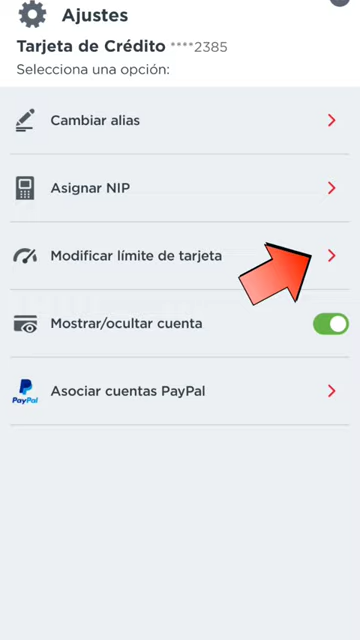 Ajustes
Tarjeta de Crédito ****2385
Selecciona una opción:
Cambiar alias
Asignar NIP
Modificar límite de tarjeta
Mostrar/ocultar cuenta
PayPal
Asociar cuentas PayPal